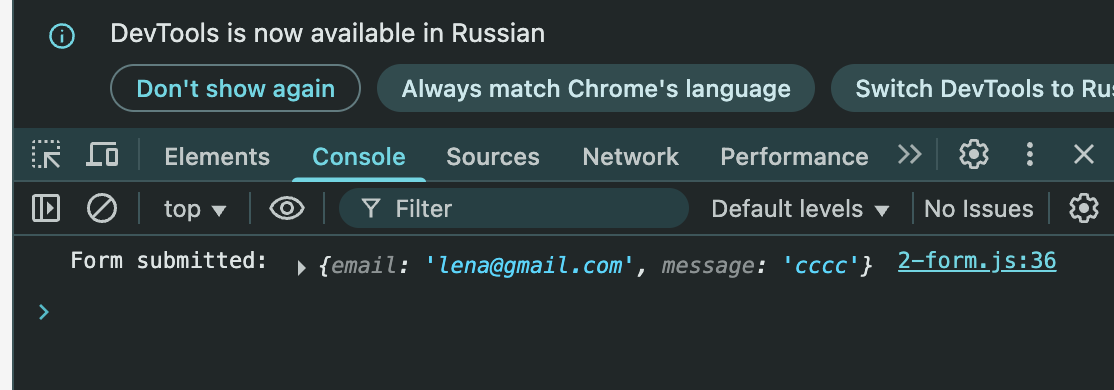 DevTools is now available in Russian
Don't show again Always match Chrome's language Switch DevTools to Rus
Elements Console Sources Network Performance
top Filter Default levels No Issues
Form submitted: {email: 'lena@gmail.com', message: 'cccc'} 2-form.js:36